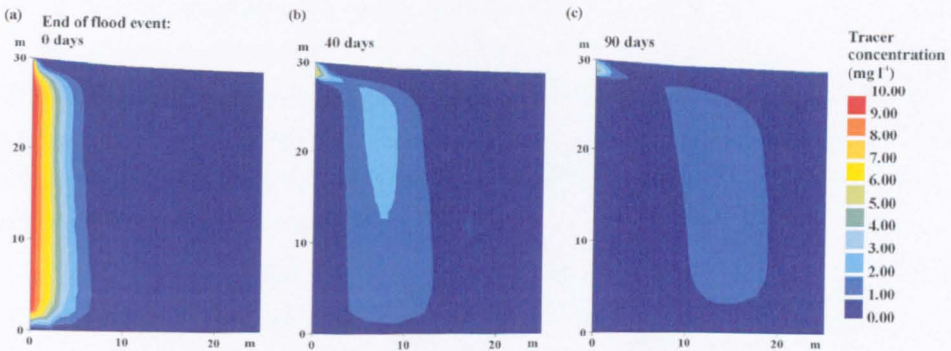 (a) End of flood event:
m 0 days
30
20
10
0
0 10 20 m
(b)
m 40 days
30
20
10
0
0 10 20 m
(c)
m 90 days
30
20
10
0
0 10 20 m
Tracer
concentration
(mg l⁻¹)
10.00
9.00
8.00
7.00
6.00
5.00
4.00
3.00
2.00
1.00
0.00